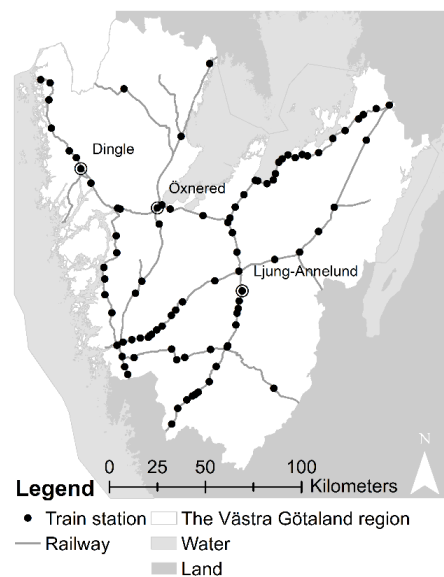 Dingle
Öxnered
Ljung-Annelund
N
0 25 50 100
Kilometers
Legend
Train station
The Västra Götaland region
Railway
Water
Land